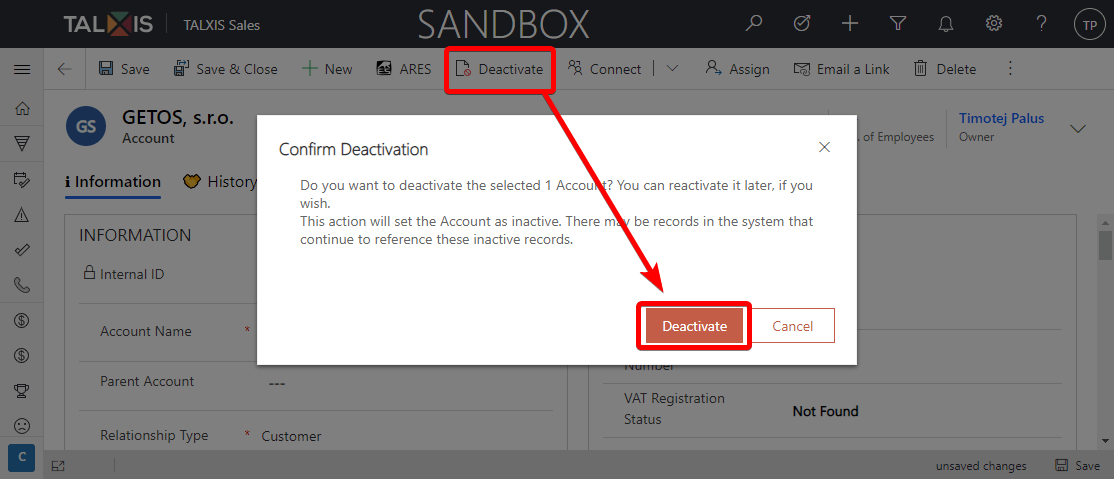 TALXIS
TALXIS Sales
SANDBOX
TP
Save
Save & Close
New
ARES
Deactivate
Connect
Assign
Email a Link
Delete
GS
GETOS, s.r.o.
Account
of Employees
Timotej Palus
Owner
Information
History
Confirm Deactivation
Do you want to deactivate the selected 1 Account? You can reactivate it later, if you
wish.
This action will set the Account as inactive. There may be records in the system that
continue to reference these inactive records.
Deactivate
Cancel
INFORMATION
Internal ID
Account Name *
Parent Account
---
Relationship Type *
Customer
Number
VAT Registration
Status
Not Found
C
unsaved changes
Save